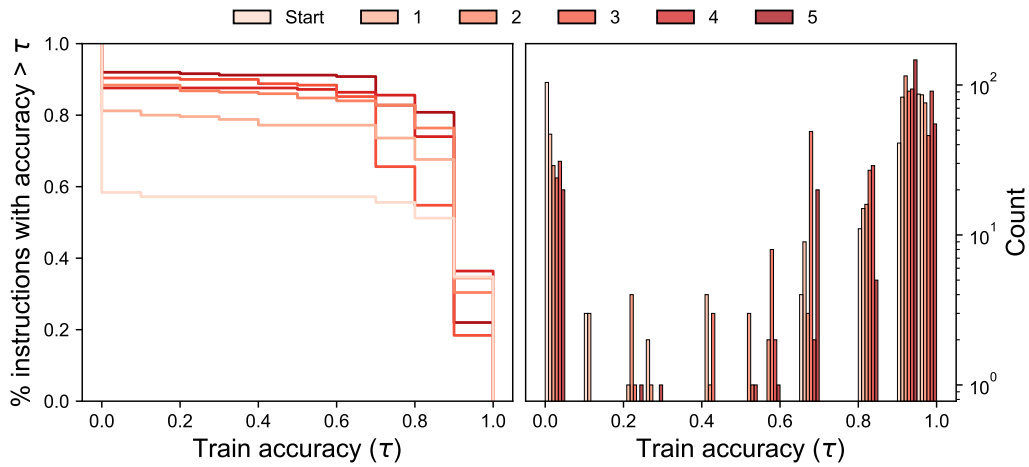 Start 1 2 3 4 5
% instructions with accuracy > τ
1.0
0.8
0.6
0.4
0.2
0.0
0.0 0.2 0.4 0.6 0.8 1.0
Train accuracy (τ)
0.0 0.2 0.4 0.6 0.8 1.0
Train accuracy (τ)
10²
10¹
10⁰
Count